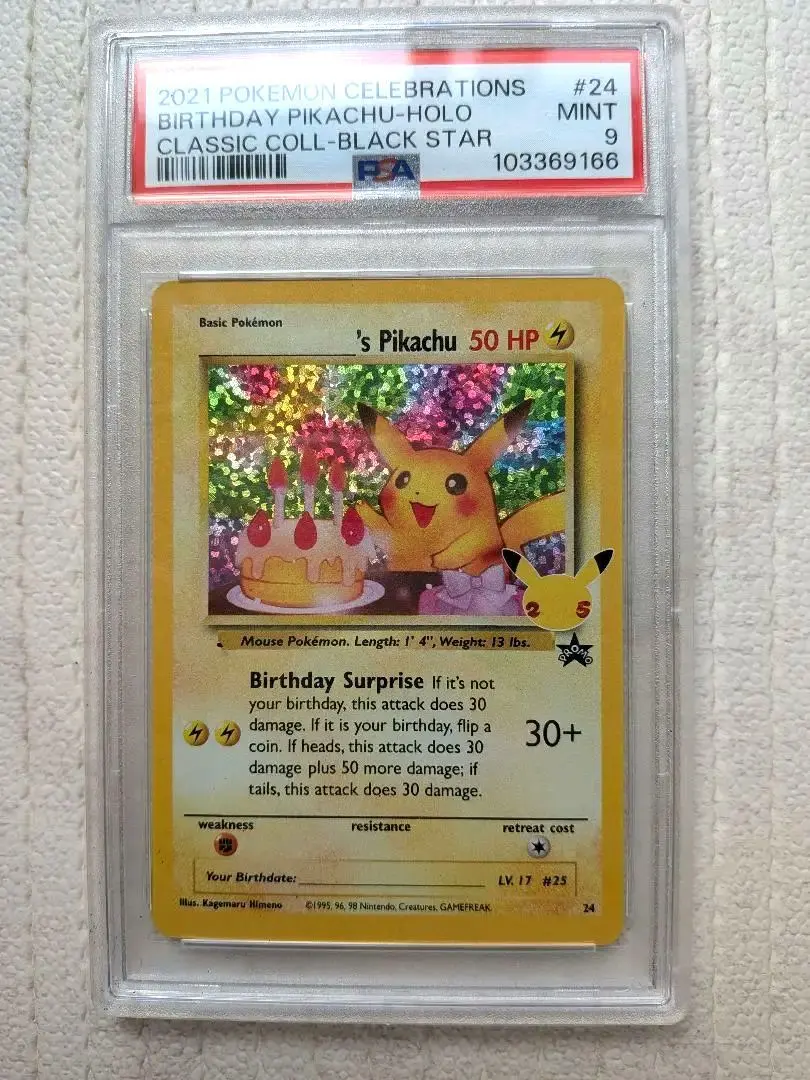 2021 POKEMON CELEBRATIONS #24
BIRTHDAY PIKACHU-HOLO MINT
CLASSIC COLL-BLACK STAR 9
PSA 103369166
Basic Pokémon
____________'s Pikachu 50 HP
25
Mouse Pokémon. Length: 1' 4", Weight: 13 lbs.
PROMO
Birthday Surprise If it's not
your birthday, this attack does 30
damage. If it is your birthday, flip a
coin. If heads, this attack does 30
damage plus 50 more damage; if
tails, this attack does 30 damage.
30+
weakness resistance retreat cost
Your Birthdate: ____________ LV. 17 #25
Illus. Kagemaru Himeno ©1995, 96, 98 Nintendo, Creatures, GAMEFREAK. 24